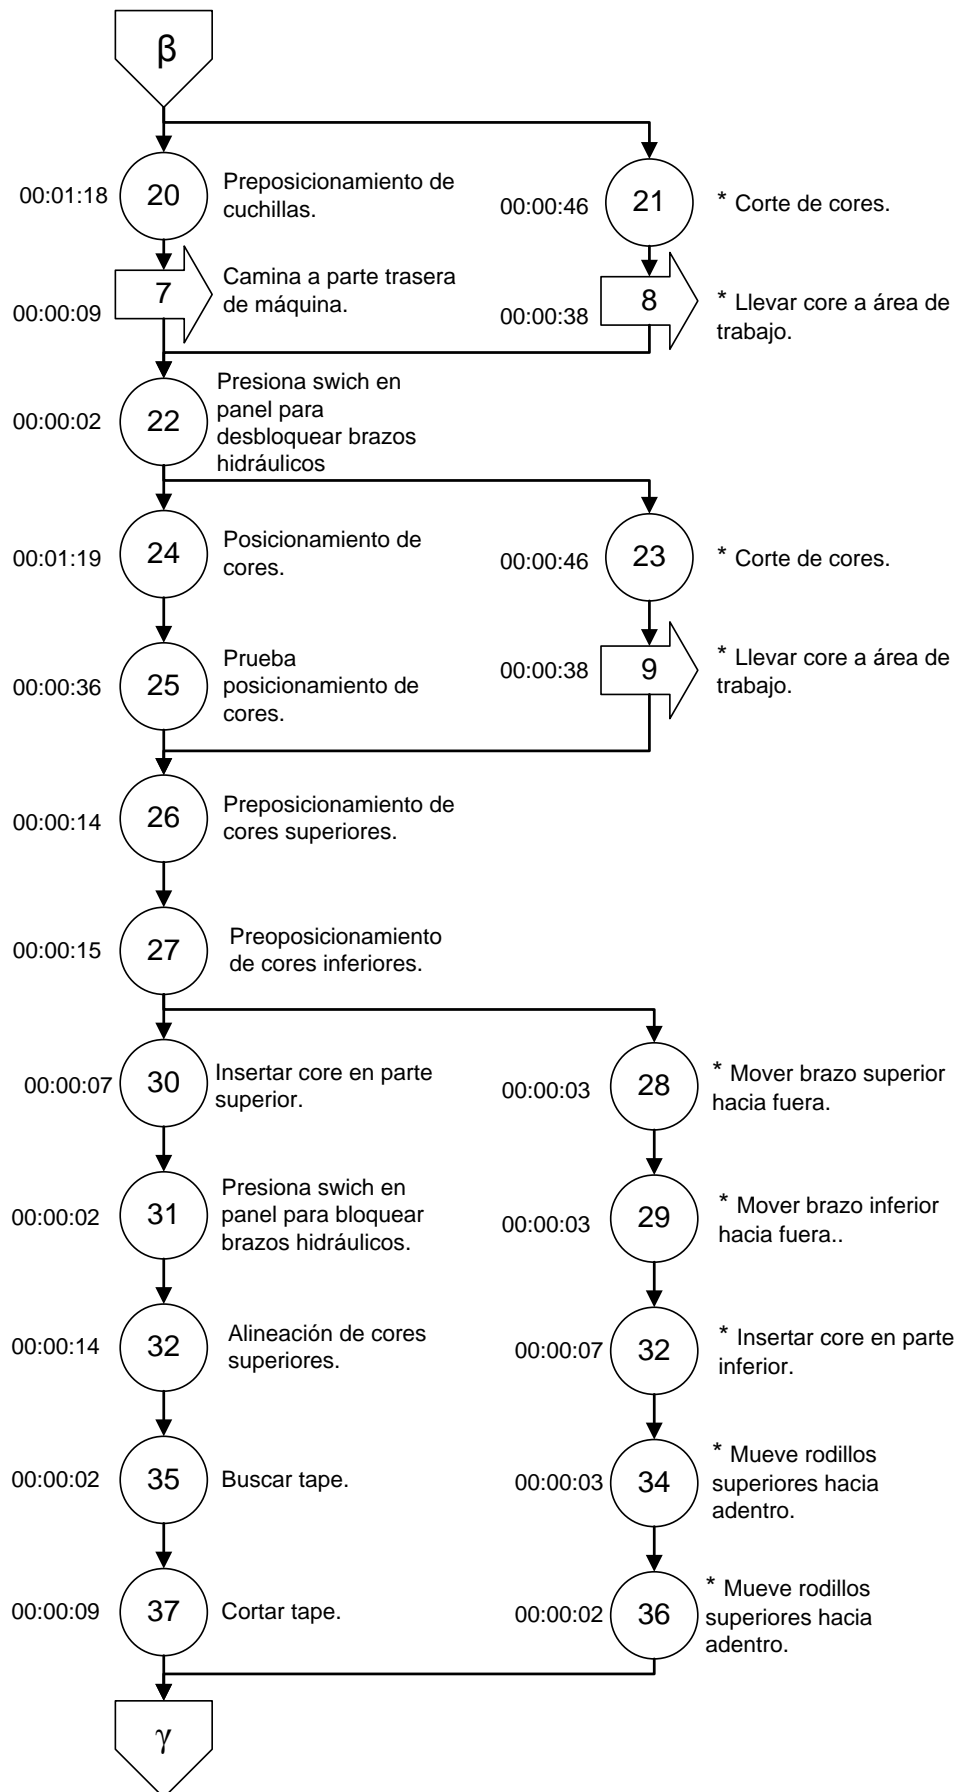 β
00:01:18
20
Preposicionamiento de
cuchillas.
00:00:46
21
* Corte de cores.
00:00:09
7
Camina a parte trasera
de máquina.
00:00:38
8
* Llevar core a área de
trabajo.
00:00:02
22
Presiona swich en
panel para
desbloquear brazos
hidráulicos
00:01:19
24
Posicionamiento de
cores.
00:00:46
23
* Corte de cores.
00:00:36
25
Prueba
posicionamiento de
cores.
00:00:38
9
* Llevar core a área de
trabajo.
00:00:14
26
Preposicionamiento de
cores superiores.
00:00:15
27
Preoposicionamiento
de cores inferiores.
00:00:07
30
Insertar core en parte
superior.
00:00:03
28
* Mover brazo superior
hacia fuera.
00:00:02
31
Presiona swich en
panel para bloquear
brazos hidráulicos.
00:00:03
29
* Mover brazo inferior
hacia fuera..
00:00:14
32
Alineación de cores
superiores.
00:00:07
32
* Insertar core en parte
inferior.
00:00:02
35
Buscar tape.
00:00:03
34
* Mueve rodillos
superiores hacia
adentro.
00:00:09
37
Cortar tape.
00:00:02
36
* Mueve rodillos
superiores hacia
adentro.
γ